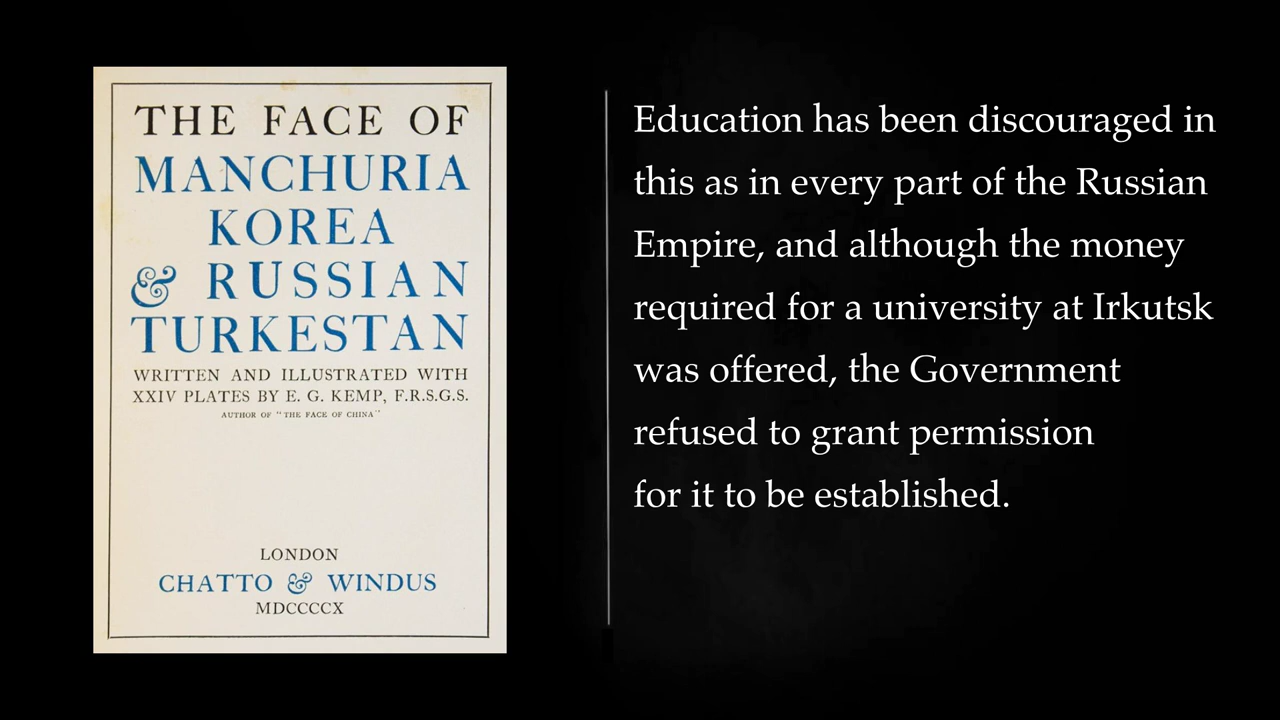 THE FACE OF
MANCHURIA
KOREA
& RUSSIAN
TURKESTAN
WRITTEN AND ILLUSTRATED WITH
XXIV PLATES BY E. G. KEMP, F.R.S.G.S.
AUTHOR OF "THE FACE OF CHINA"
LONDON
CHATTO & WINDUS
MDCCCCX
Education has been discouraged in
this as in every part of the Russian
Empire, and although the money
required for a university at Irkutsk
was offered, the Government
refused to grant permission
for it to be established.